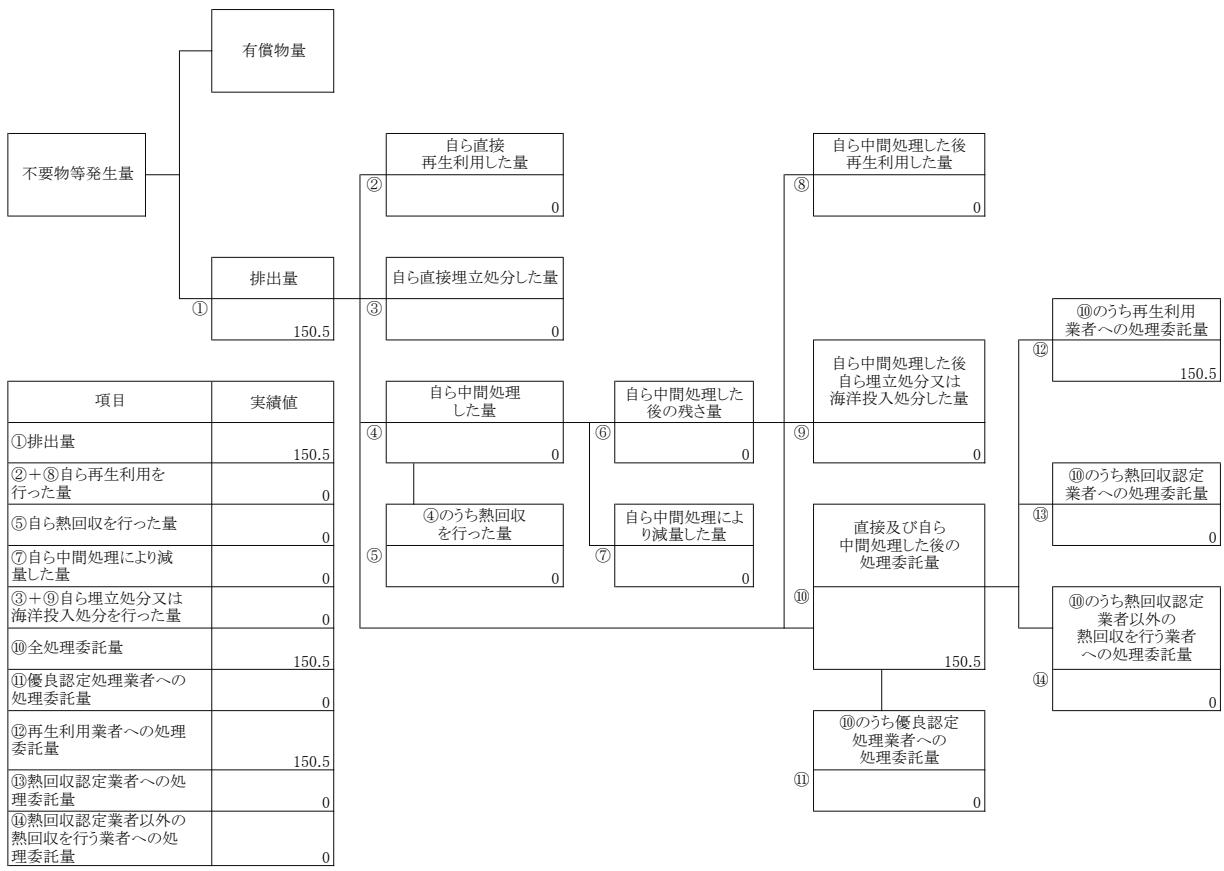 有償物量
不要物等発生量
自ら直接
再生利用した量
②
0
自ら中間処理した後
再生利用した量
⑧
0
排出量
①
150.5
自ら直接埋立処分した量
③
0
⑩のうち再生利用
業者への処理委託量
⑫
150.5
自ら中間処理
した量
④
0
自ら中間処理した
後の残さ量
⑥
0
自ら中間処理した後
自ら埋立処分又は
海洋投入処分した量
⑨
0
⑩のうち熱回収認定
業者への処理委託量
⑬
0
④のうち熱回収
を行った量
⑤
0
自ら中間処理によ
り減量した量
⑦
0
直接及び自ら
中間処理した後の
処理委託量
⑩
150.5
⑩のうち熱回収認定
業者以外の
熱回収を行う業者
への処理委託量
⑭
0
⑩のうち優良認定
処理業者への
処理委託量
⑪
0
項目 実績値
①排出量
150.5
②＋⑧自ら再生利用を
行った量 0
⑤自ら熱回収を行った量
0
⑦自ら中間処理により減
量した量 0
③＋⑨自ら埋立処分又は
海洋投入処分を行った量 0
⑩全処理委託量
150.5
⑪優良認定処理業者への
処理委託量 0
⑫再生利用業者への処理
委託量
150.5
⑬熱回収認定業者への処
理委託量 0
⑭熱回収認定業者以外の
熱回収を行う業者への処
理委託量 0